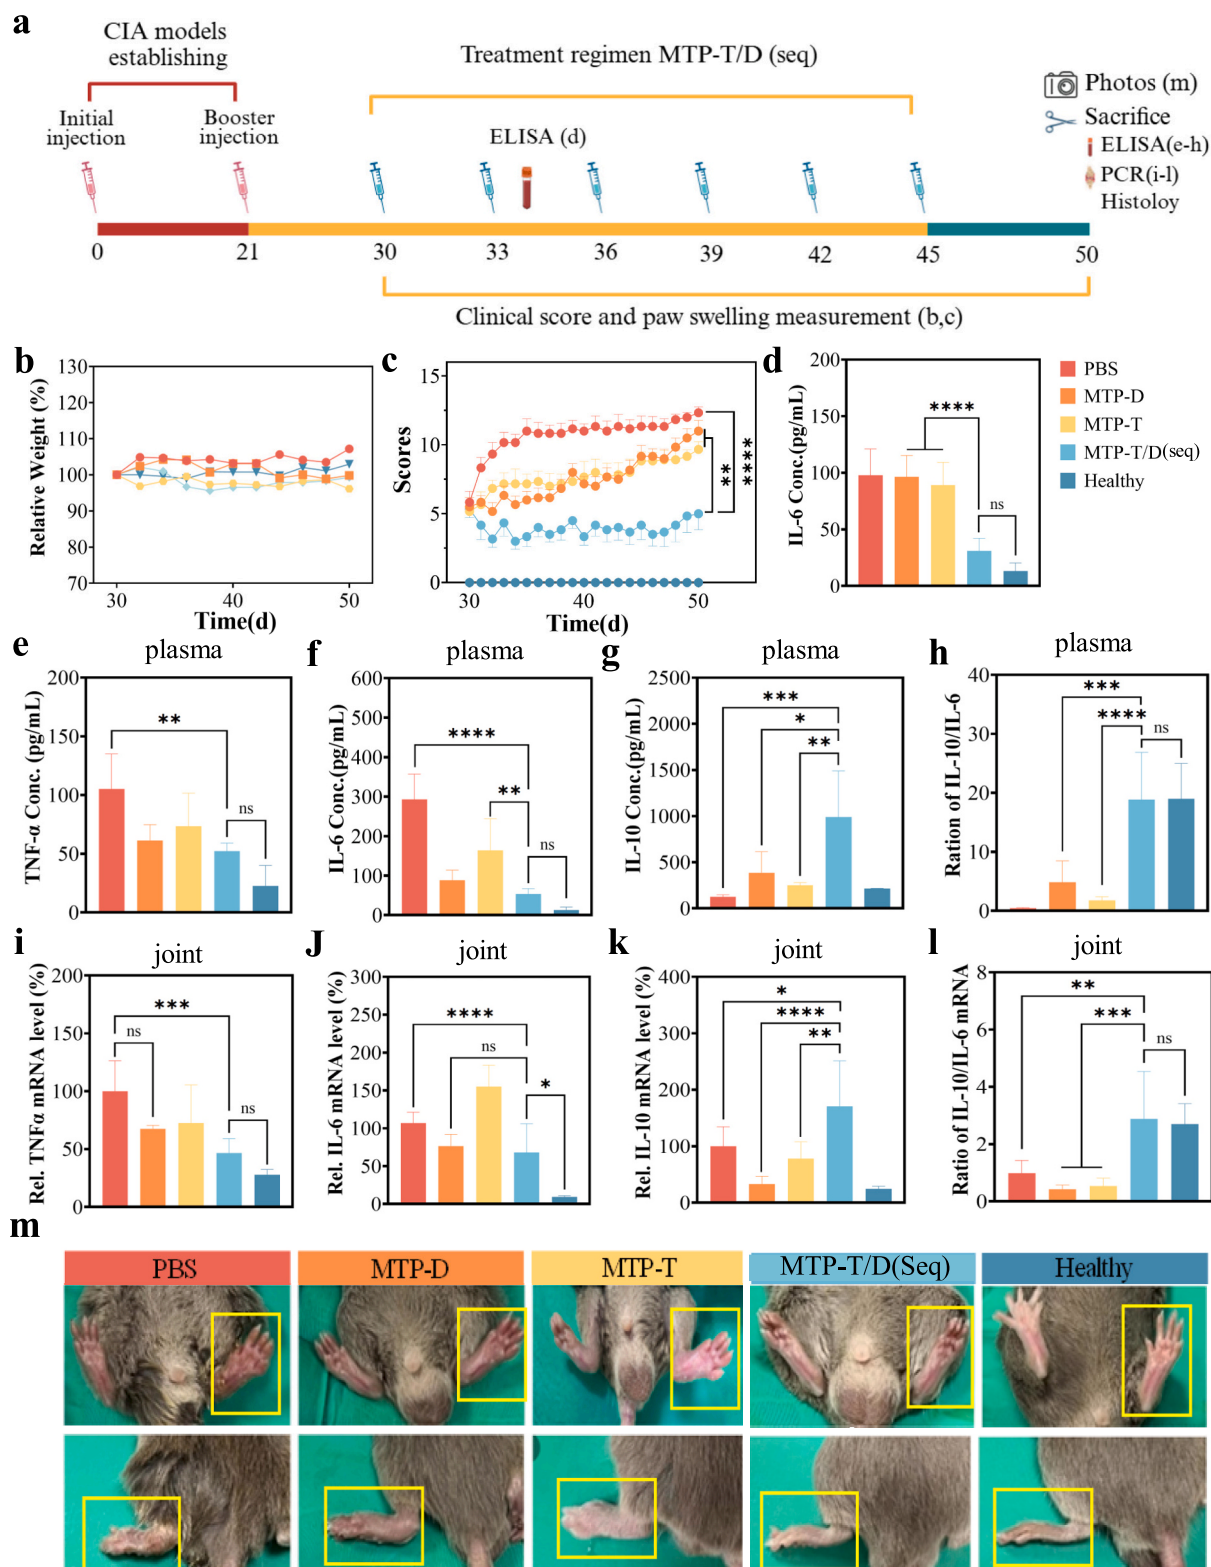 a
CIA models
establishing
Treatment regimen MTP-T/D (seq)
Initial
injection
Booster
injection
ELISA (d)
Photos (m)
Sacrifice
ELISA(e-h)
PCR(i-l)
Histoloy
0 21 30 33 36 39 42 45 50
Clinical score and paw swelling measurement (b,c)
b
Relative Weight (%)
130
120
110
100
90
80
70
30 40 50
Time(d)
c
Scores
15
10
5
0
30 40 50
Time(d)
**
****
d
IL-6 Conc.(pg/mL)
200
150
100
50
0
****
ns
PBS
MTP-D
MTP-T
MTP-T/D(seq)
Healthy
e
plasma
TNF-α Conc. (pg/mL)
200
150
100
50
0
**
ns
f
plasma
IL-6 Conc.(pg/mL)
600
500
400
300
200
100
0
****
**
ns
g
plasma
IL-10 Conc.(pg/mL)
2500
2000
1500
1000
500
0
***
*
**
h
plasma
Ration of IL-10/IL-6
40
30
20
10
0
***
****
ns
i
joint
Rel. TNFα mRNA level (%)
200
150
100
50
0
***
ns
ns
J
joint
Rel. IL-6 mRNA level (%)
300
250
200
150
100
50
0
****
ns
*
k
joint
Rel. IL-10 mRNA level (%)
400
300
200
100
0
*
****
**
l
joint
Ratio of IL-10/IL-6 mRNA
8
6
4
2
0
**
***
ns
m
PBS
MTP-D
MTP-T
MTP-T/D(Seq)
Healthy